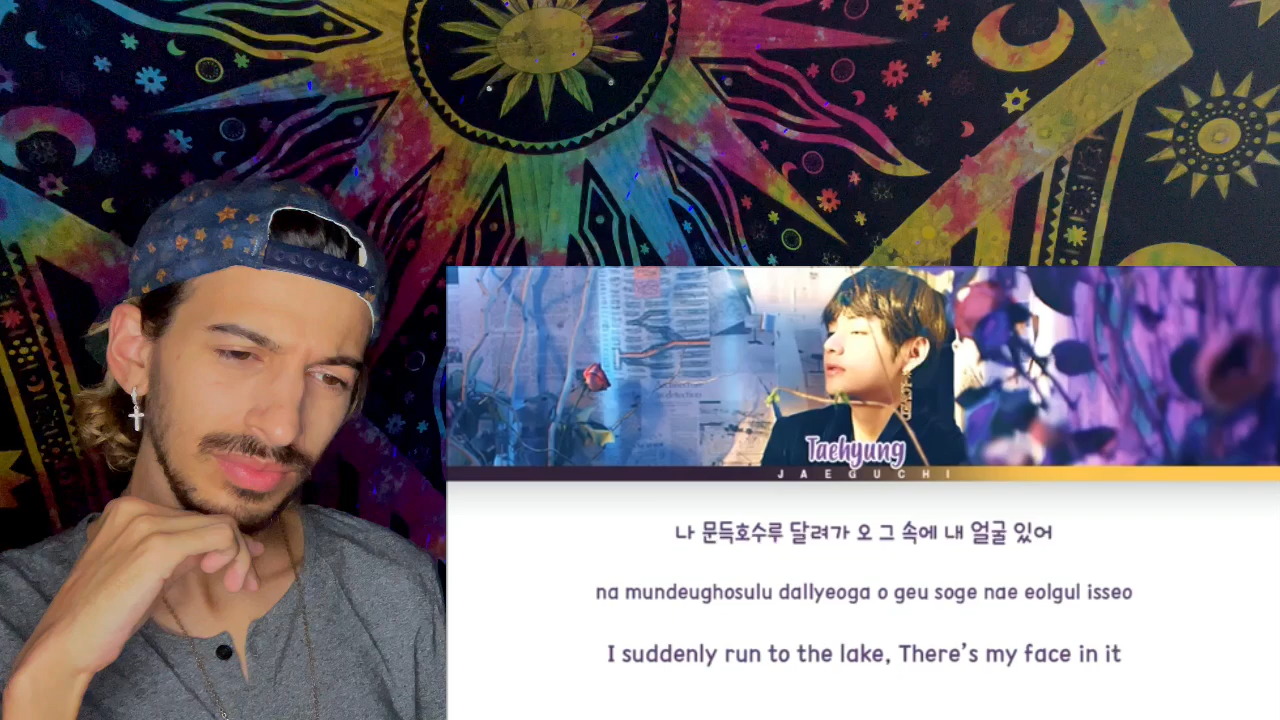 Taehyung
JAEGUCHI
나 문득호수루 달려가 오 그 속에 내 얼굴 있어
na mundeughosulu dallyeoga o geu soge nae eolgul isseo
I suddenly run to the lake, There's my face in it